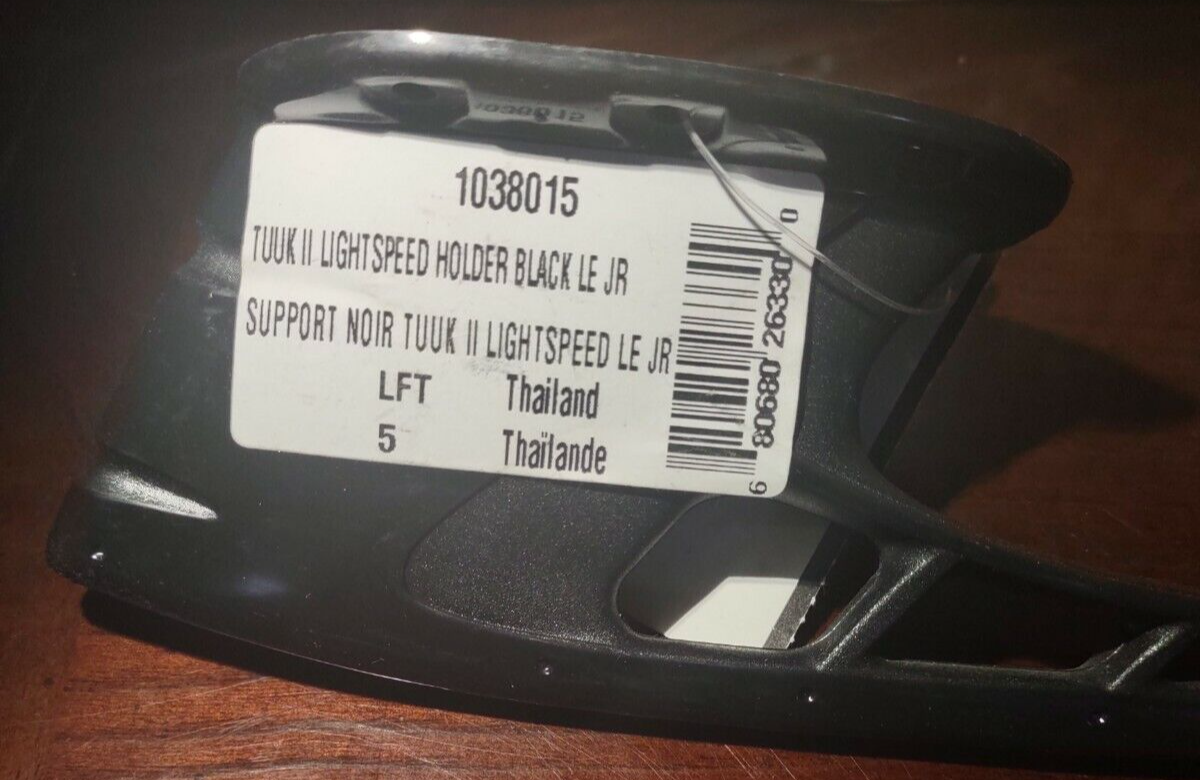 1038015
TUUK II LIGHTSPEED HOLDER BLACK LE JR
SUPPORT NOIR TUUK II LIGHTSPEED LE JR
LFT Thailand
5 Thaïlande
6 80680 26330 0